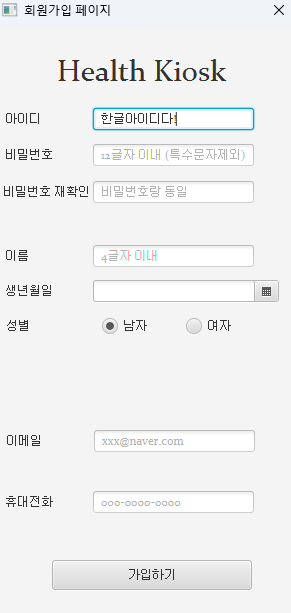 회원가입 페이지
Health Kiosk
아이디 한글아이디다!
비밀번호 12글자 이내 (특수문자제외)
비밀번호 재확인 비밀번호랑 동일
이름 4글자 이내
생년월일
성별 남자 여자
이메일 xxx@naver.com
휴대전화 000-0000-0000
가입하기